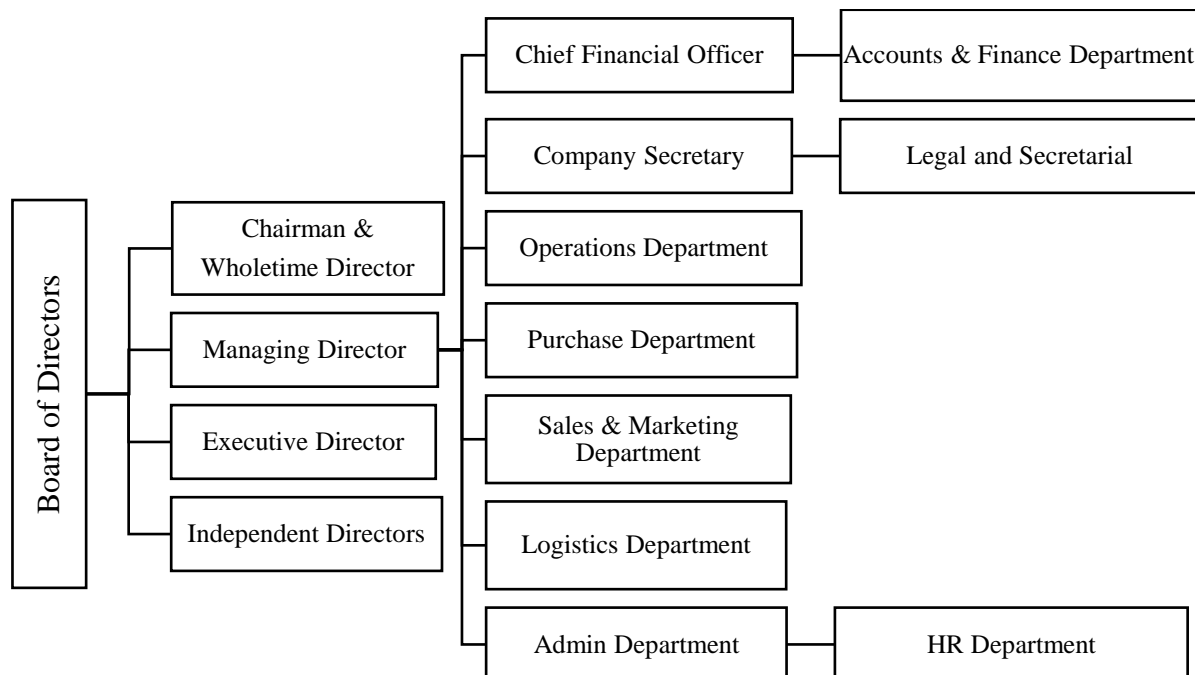 Board of Directors
Chairman &
Wholetime Director
Managing Director
Executive Director
Independent Directors
Chief Financial Officer
Accounts & Finance Department
Company Secretary
Legal and Secretarial
Operations Department
Purchase Department
Sales & Marketing
Department
Logistics Department
Admin Department
HR Department